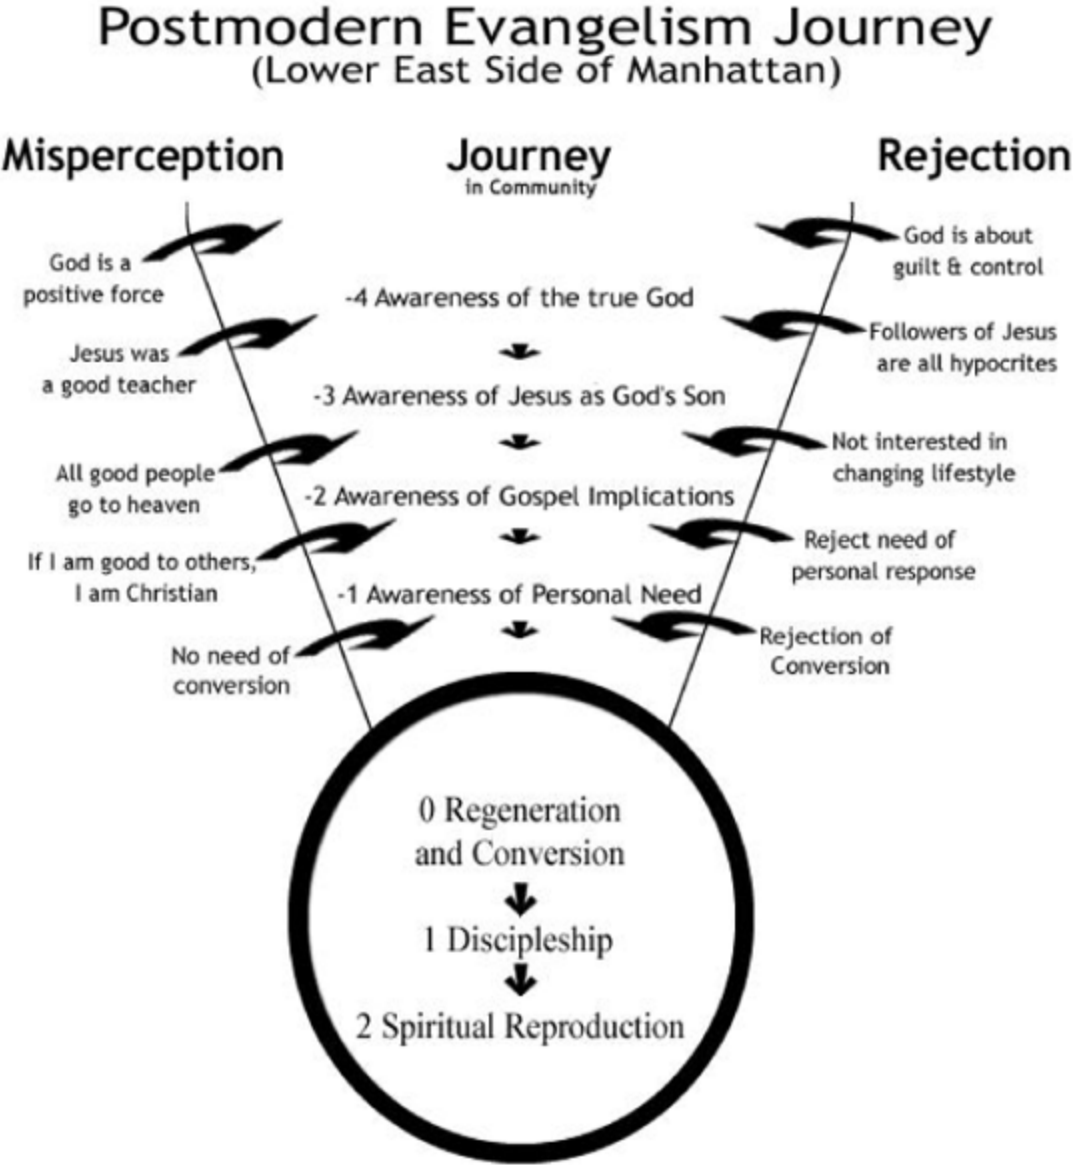 Postmodern Evangelism Journey
(Lower East Side of Manhattan)
Misperception
Journey
in Community
Rejection
God is a
positive force
God is about
guilt & control
-4 Awareness of the true God
Jesus was
a good teacher
Followers of Jesus
are all hypocrites
-3 Awareness of Jesus as God's Son
All good people
go to heaven
Not interested in
changing lifestyle
-2 Awareness of Gospel Implications
If I am good to others,
I am Christian
Reject need of
personal response
-1 Awareness of Personal Need
No need of
conversion
Rejection of
Conversion
0 Regeneration
and Conversion
1 Discipleship
2 Spiritual Reproduction